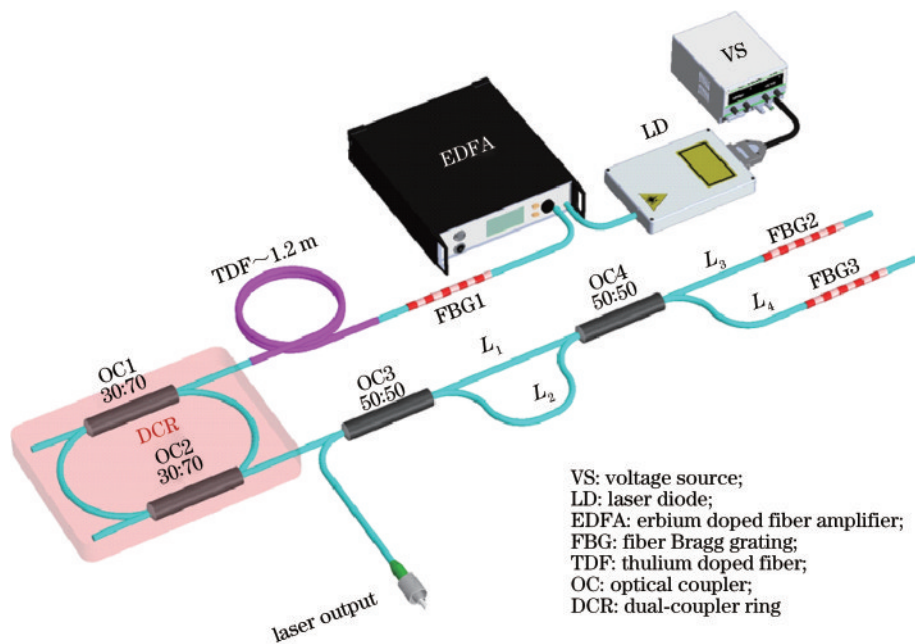 VS
LD
EDFA
TDF～1.2 m
FBG1
FBG2
L₃
FBG3
L₄
OC4
50:50
L₁
L₂
OC3
50:50
OC1
30:70
DCR
OC2
30:70
laser output
VS: voltage source;
LD: laser diode;
EDFA: erbium doped fiber amplifier;
FBG: fiber Bragg grating;
TDF: thulium doped fiber;
OC: optical coupler;
DCR: dual-coupler ring